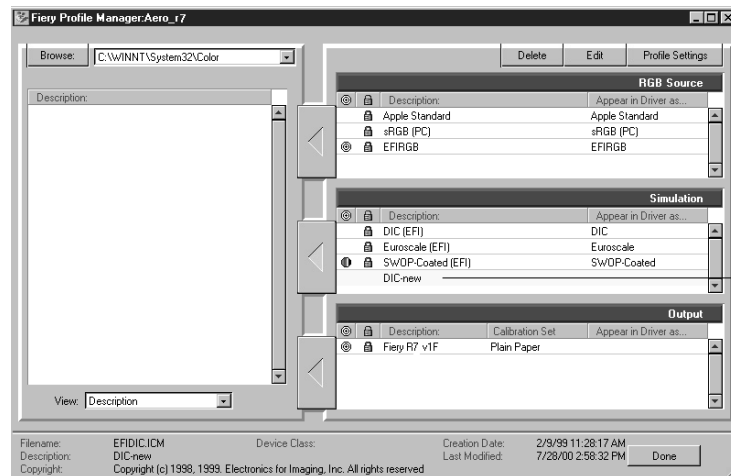 Fiery Profile Manager:Aero_r7
Browse: C:\WINNT\System32\Color
Description:
View: Description
Delete Edit Profile Settings
RGB Source
Description: Appear in Driver as...
Apple Standard Apple Standard
sRGB (PC) sRGB (PC)
EFIRGB EFIRGB
Simulation
Description: Appear in Driver as...
DIC (EFI) DIC
Euroscale (EFI) Euroscale
SWOP-Coated (EFI) SWOP-Coated
DIC-new
Output
Description: Calibration Set Appear in Driver as...
Fiery R7 v1F Plain Paper
Filename: EFIDIC.ICM Device Class: Creation Date: 2/9/99 11:28:17 AM
Description: DIC-new Last Modified: 7/28/00 2:58:32 PM Done
Copyright: Copyright (c) 1998, 1999. Electronics for Imaging, Inc. All rights reserved